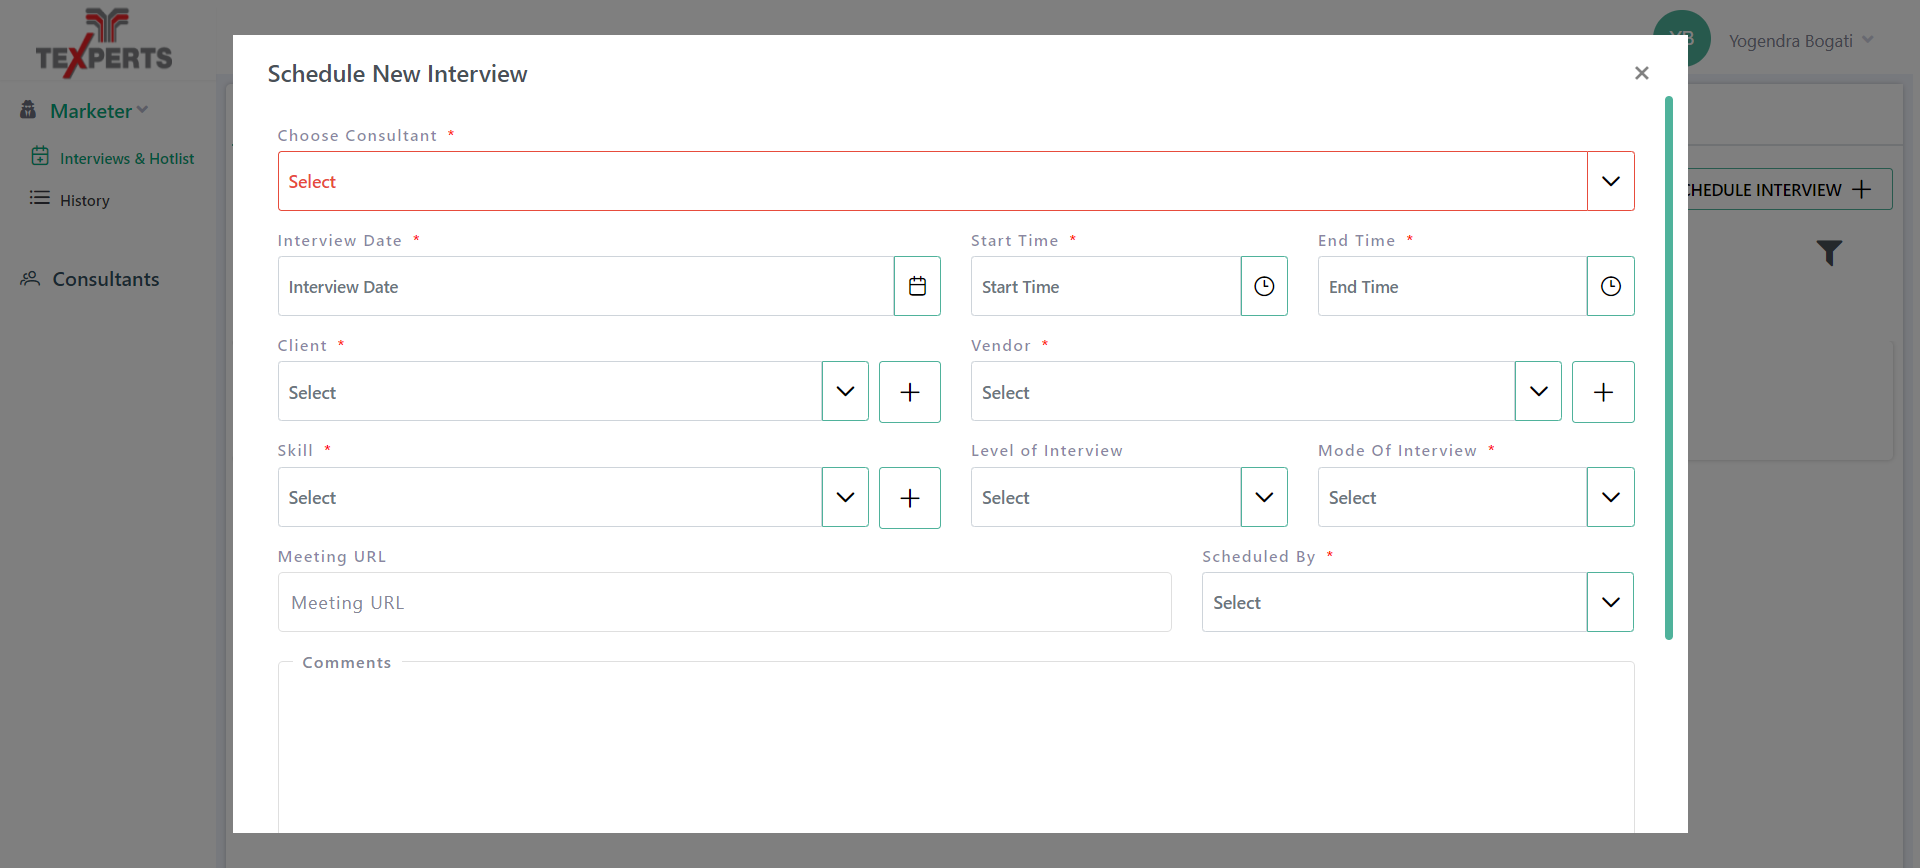 TEXPERTS
Yogendra Bogati
Schedule New Interview
Marketer
Interviews & Hotlist
History
Consultants
Choose Consultant *
Select
CHEDULE INTERVIEW
Interview Date *
Start Time *
End Time *
Interview Date
Start Time
End Time
Client *
Vendor *
Select
Select
Skill *
Level of Interview
Mode Of Interview *
Select
Select
Select
Meeting URL
Scheduled By *
Meeting URL
Select
Comments